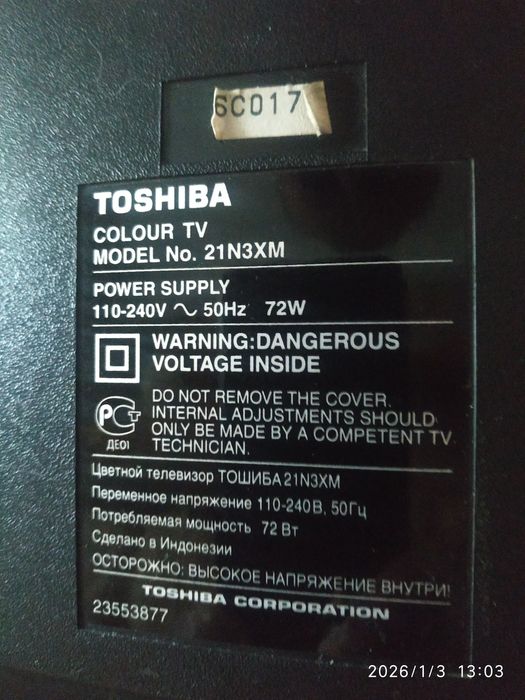 6C017
TOSHIBA
COLOUR TV
MODEL No. 21N3XM
POWER SUPPLY
110-240V ~ 50Hz 72W
WARNING:DANGEROUS
VOLTAGE INSIDE
DO NOT REMOVE THE COVER.
INTERNAL ADJUSTMENTS SHOULD
ONLY BE MADE BY A COMPETENT TV
TECHNICIAN.
РСТ
ДЕ01
Цветной телевизор ТОШИБА21N3XM
Переменное напряжение 110-240В, 50Гц
Потребляемая мощность 72 Вт
Сделано в Индонезии
ОСТОРОЖНО: ВЫСОКОЕ НАПРЯЖЕНИЕ ВНУТРИ!
TOSHIBA CORPORATION
23553877
2026/1/3 13:03